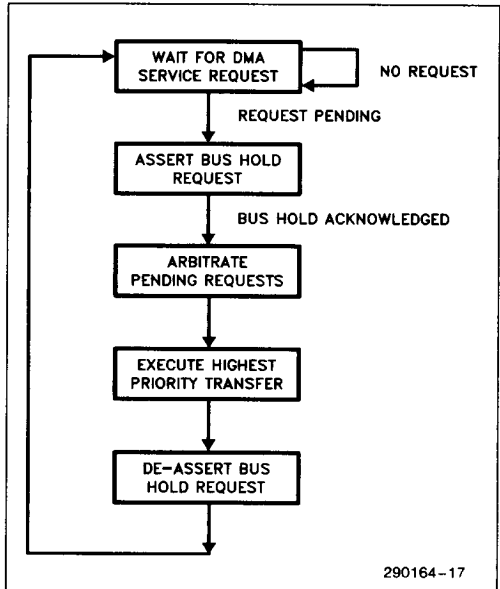 WAIT FOR DMA
SERVICE REQUEST
NO REQUEST
REQUEST PENDING
ASSERT BUS HOLD
REQUEST
BUS HOLD ACKNOWLEDGED
ARBITRATE
PENDING REQUESTS
EXECUTE HIGHEST
PRIORITY TRANSFER
DE-ASSERT BUS
HOLD REQUEST
290164-17